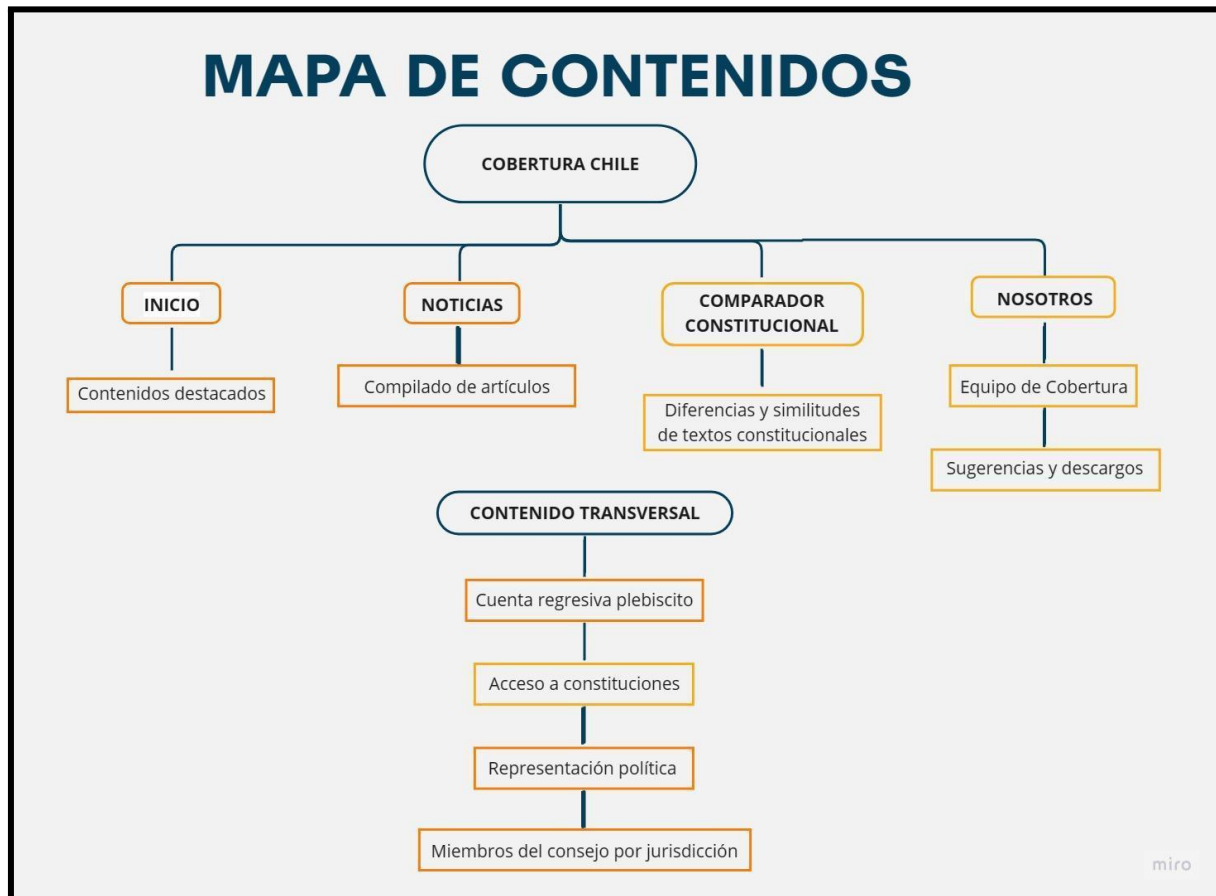 MAPA DE CONTENIDOS
COBERTURA CHILE
INICIO
Contenidos destacados
NOTICIAS
Compilado de artículos
COMPARADOR
CONSTITUCIONAL
Diferencias y similitudes
de textos constitucionales
NOSOTROS
Equipo de Cobertura
Sugerencias y descargos
CONTENIDO TRANSVERSAL
Cuenta regresiva plebiscito
Acceso a constituciones
Representación política
Miembros del consejo por jurisdicción
miro